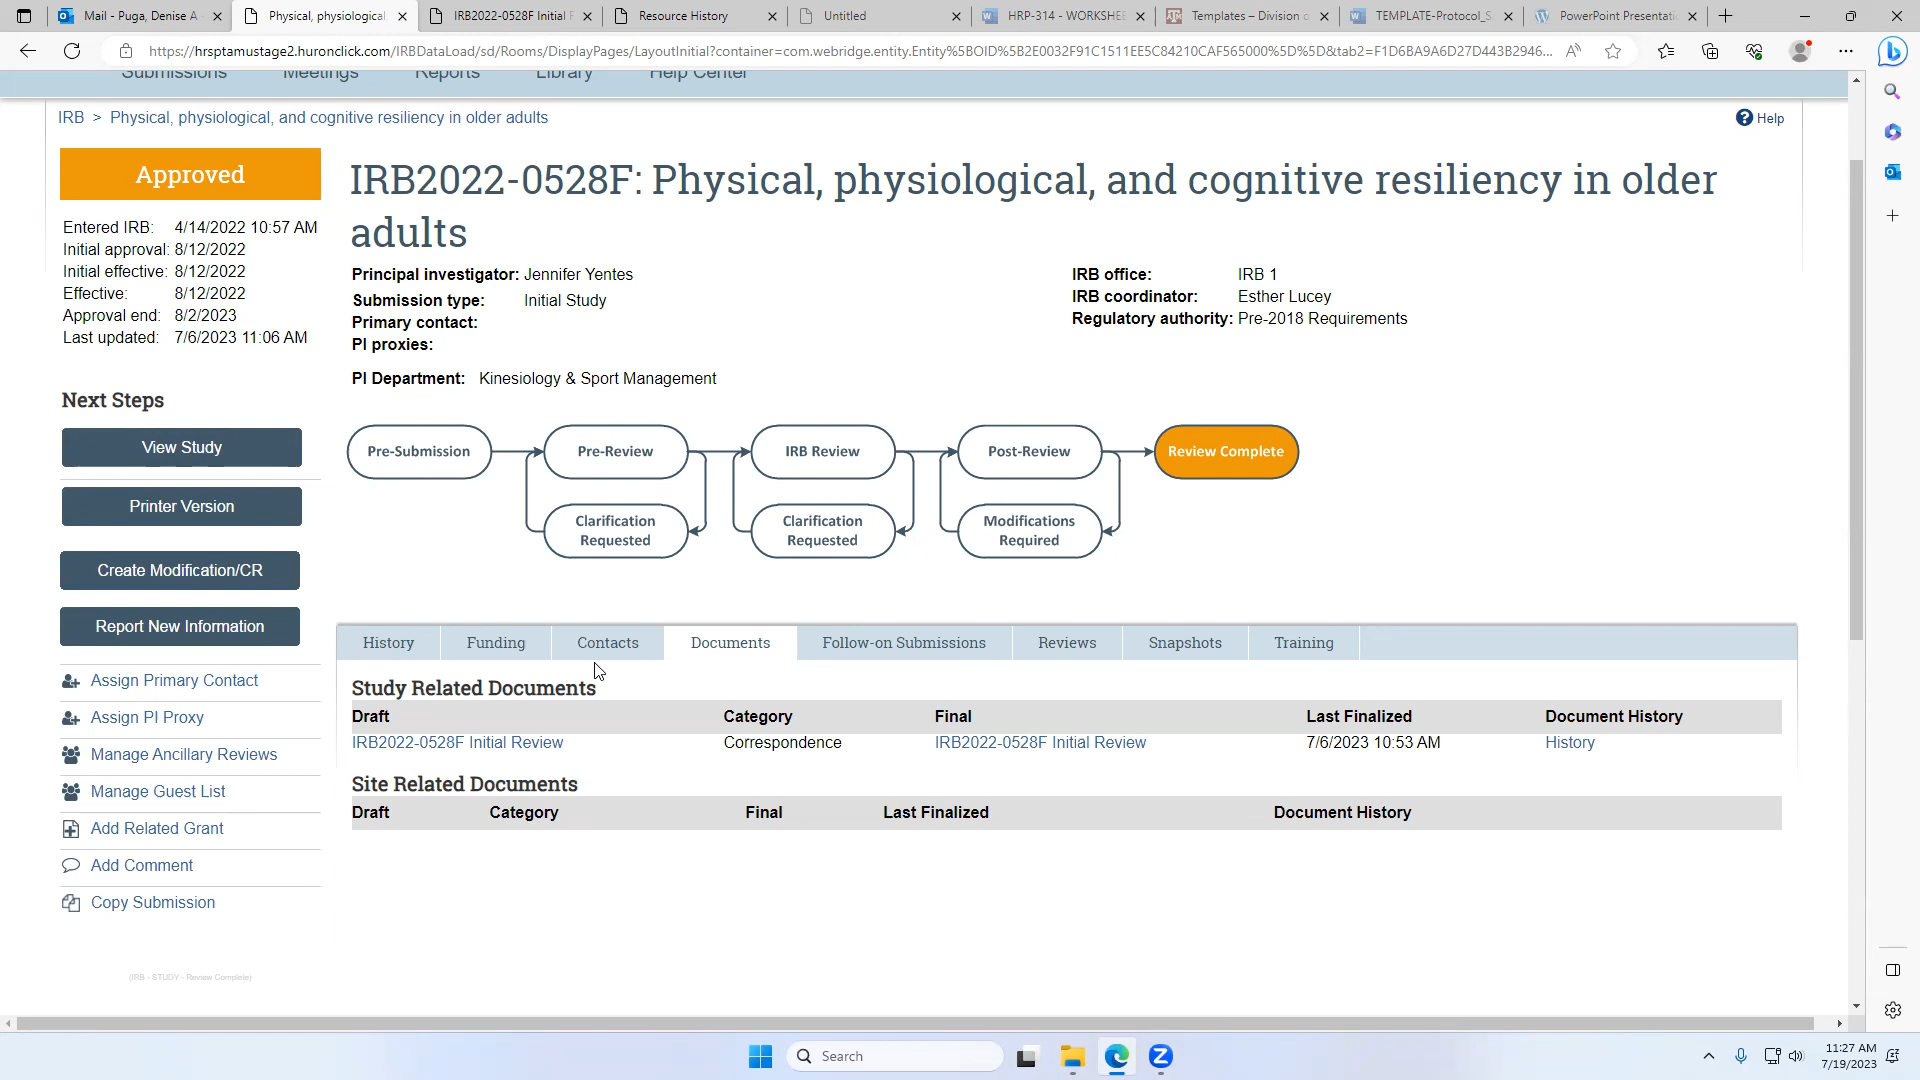 Mail - Puga, Denise A
Physical, physiological,
IRB2022-0528F Initial F
Resource History
Untitled
HRP-314 - WORKSHEE
Templates – Division o
TEMPLATE-Protocol_S
PowerPoint Presentati
https://hrsptamustage2.huronclick.com/IRBDataLoad/sd/Rooms/DisplayPages/LayoutInitial?container=com.webridge.entity.Entity%5BOID%5B2E0032F91C1511EE5C84210CAF565000%5D%5D&tab2=F1D6BA9A6D27D443B2946...
Submissions Meetings Reports Library Help Center
IRB > Physical, physiological, and cognitive resiliency in older adults
Help
Approved
Entered IRB: 4/14/2022 10:57 AM
Initial approval: 8/12/2022
Initial effective: 8/12/2022
Effective: 8/12/2022
Approval end: 8/2/2023
Last updated: 7/6/2023 11:06 AM
IRB2022-0528F: Physical, physiological, and cognitive resiliency in older
adults
Principal investigator: Jennifer Yentes
Submission type: Initial Study
Primary contact:
PI proxies:
PI Department: Kinesiology & Sport Management
IRB office: IRB 1
IRB coordinator: Esther Lucey
Regulatory authority: Pre-2018 Requirements
Next Steps
View Study
Printer Version
Create Modification/CR
Report New Information
Assign Primary Contact
Assign PI Proxy
Manage Ancillary Reviews
Manage Guest List
Add Related Grant
Add Comment
Copy Submission
(IRB - STUDY - Review Complete)
Pre-Submission
Pre-Review
IRB Review
Post-Review
Review Complete
Clarification
Requested
Clarification
Requested
Modifications
Required
History Funding Contacts Documents Follow-on Submissions Reviews Snapshots Training
Study Related Documents
Draft Category Final Last Finalized Document History
IRB2022-0528F Initial Review Correspondence IRB2022-0528F Initial Review 7/6/2023 10:53 AM History
Site Related Documents
Draft Category Final Last Finalized Document History
Search
11:27 AM
7/19/2023